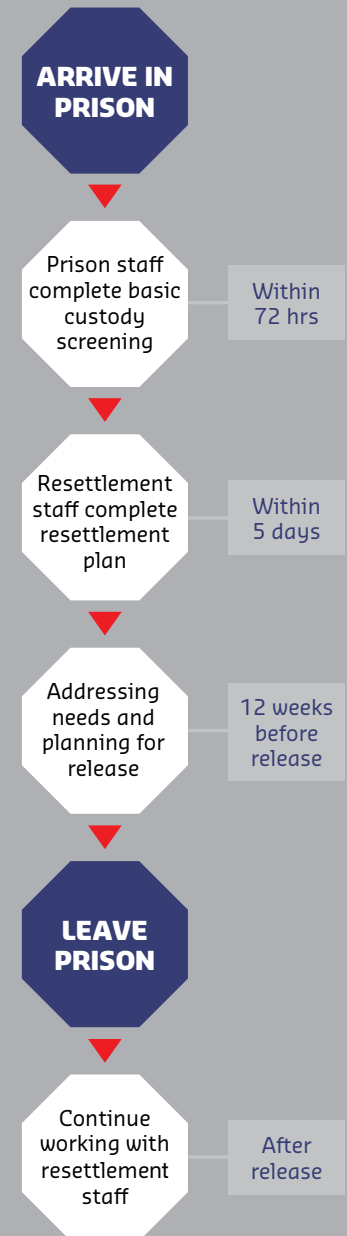 ARRIVE IN
PRISON
Prison staff
complete basic
custody
screening
Within
72 hrs
Resettlement
staff complete
resettlement
plan
Within
5 days
Addressing
needs and
planning for
release
12 weeks
before
release
LEAVE
PRISON
Continue
working with
resettlement
staff
After
release